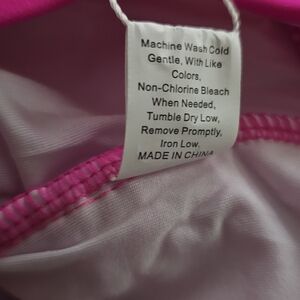 Machine Wash Cold
Gentle, With Like
Colors,
Non-Chlorine Bleach
When Needed,
Tumble Dry Low,
Remove Promptly,
Iron Low.
MADE IN CHINA